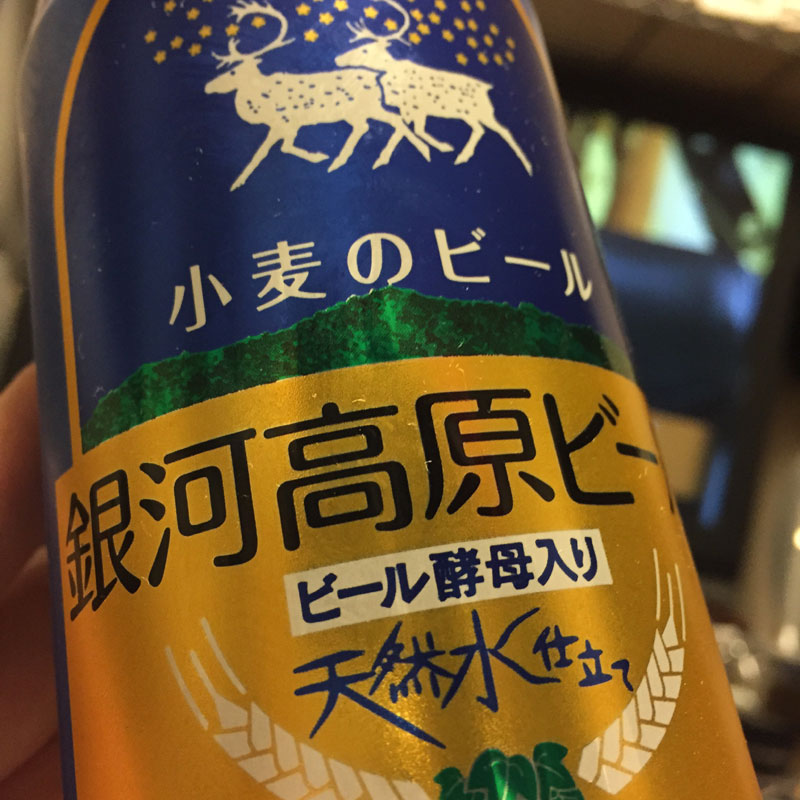 小麦のビール
銀河高原ビー
ビール酵母入り
天然水仕立て